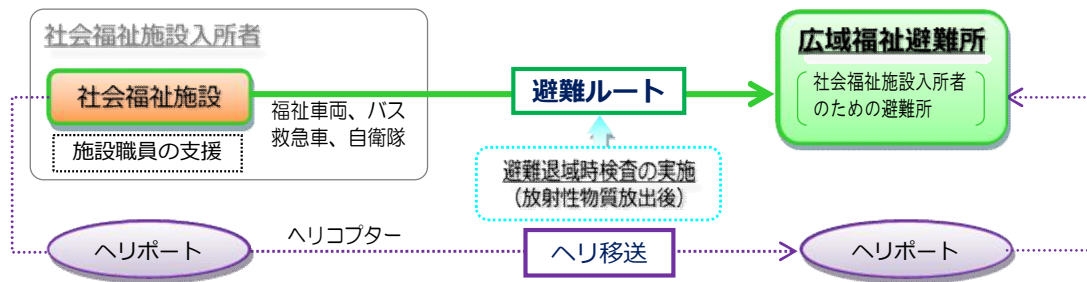 社会福祉施設入所者
社会福祉施設
施設職員の支援
福祉車両、バス
救急車、自衛隊
避難ルート
避難退域時検査の実施
（放射性物質放出後）
広域福祉避難所
社会福祉施設入所者
のための避難所
ヘリポート
ヘリコプター
ヘリ移送
ヘリポート